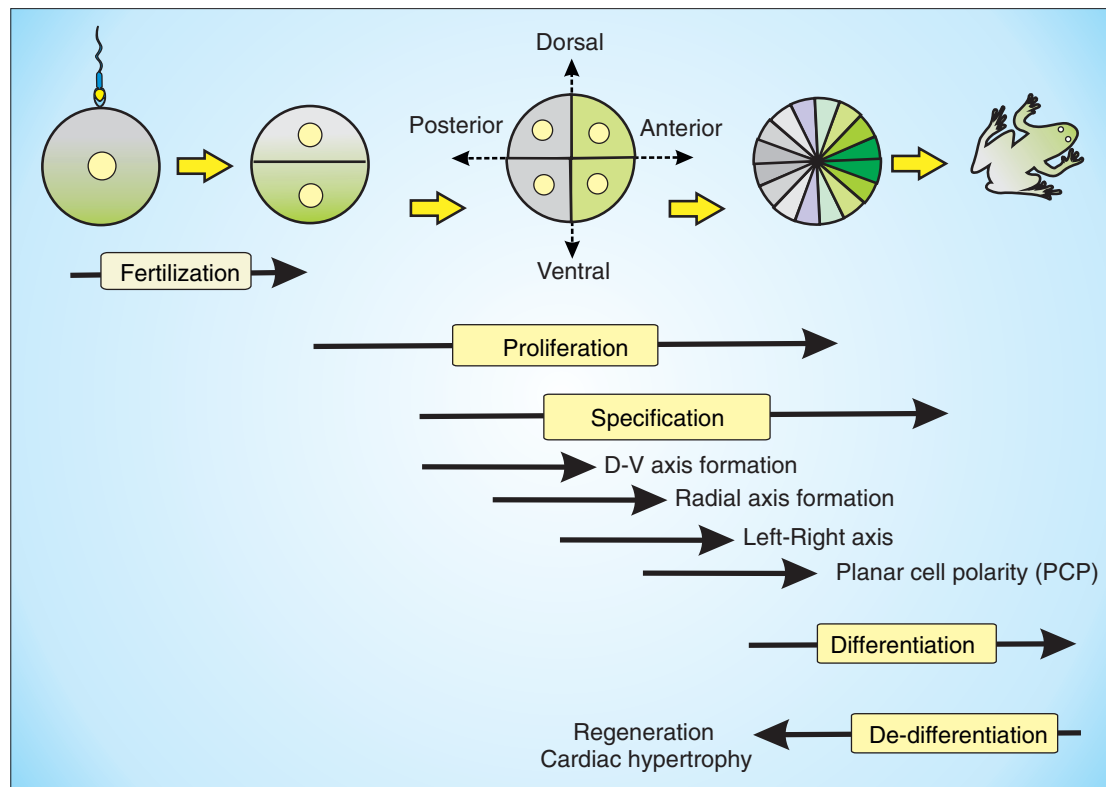 Dorsal
Posterior
Anterior
Ventral
Fertilization
Proliferation
Specification
D-V axis formation
Radial axis formation
Left-Right axis
Planar cell polarity (PCP)
Differentiation
Regeneration
Cardiac hypertrophy
De-differentiation